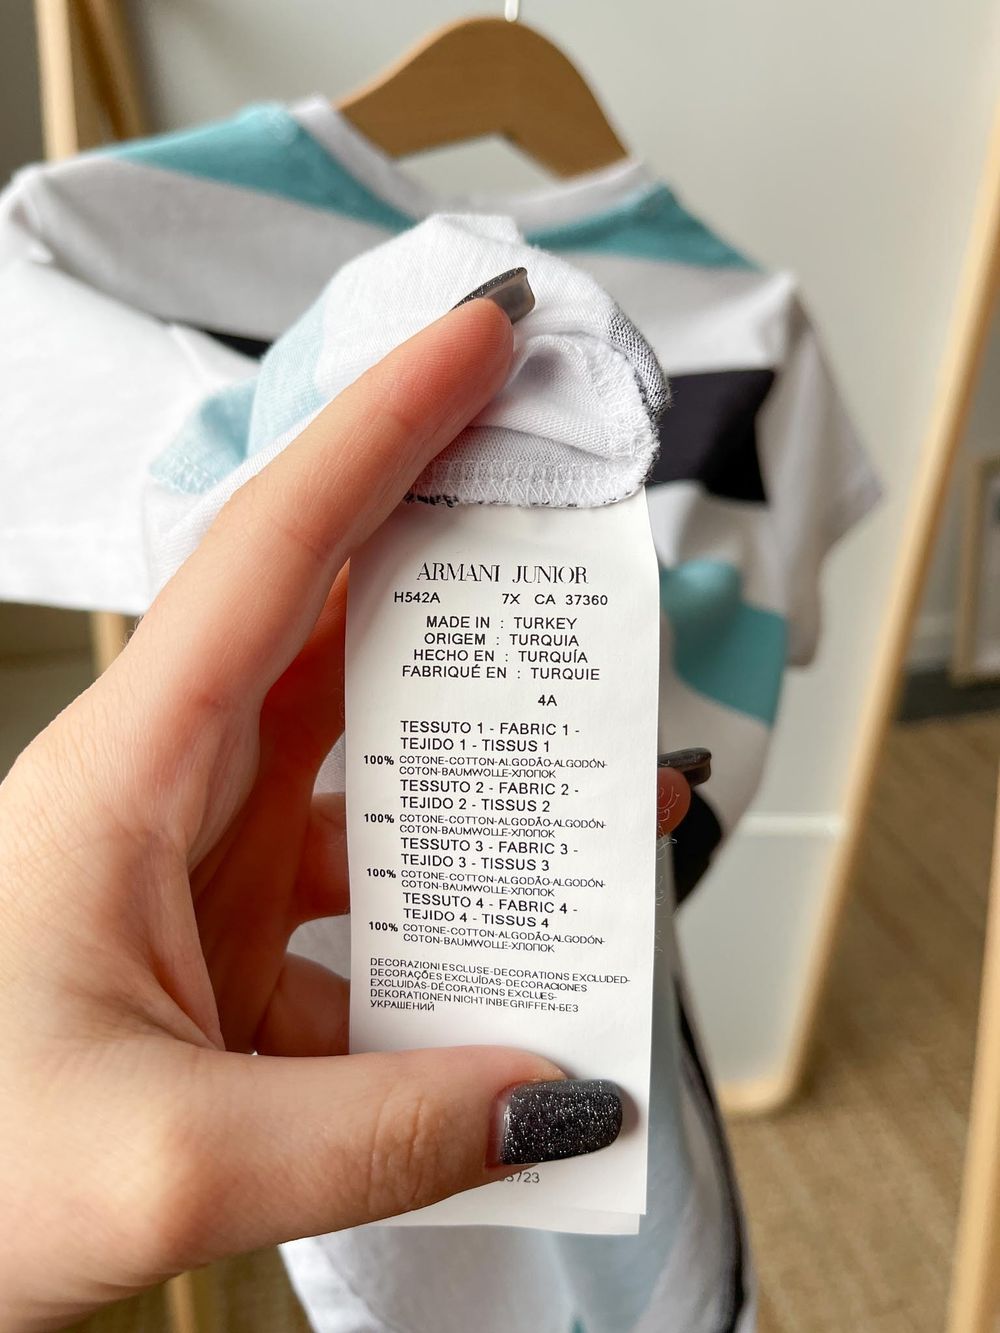 ARMANI JUNIOR
H542A 7X CA 37360
MADE IN : TURKEY
ORIGEM : TURQUIA
HECHO EN : TURQUÍA
FABRIQUÉ EN : TURQUIE
4A
TESSUTO 1 - FABRIC 1 -
TEJIDO 1 - TISSUS 1
100% COTONE-COTTON-ALGODÃO-ALGODÓN-
COTON-BAUMWOLLE-ХЛОПОК
TESSUTO 2 - FABRIC 2 -
TEJIDO 2 - TISSUS 2
100% COTONE-COTTON-ALGODÃO-ALGODÓN-
COTON-BAUMWOLLE-ХЛОПОК
TESSUTO 3 - FABRIC 3 -
TEJIDO 3 - TISSUS 3
100% COTONE-COTTON-ALGODÃO-ALGODÓN-
COTON-BAUMWOLLE-ХЛОПОК
TESSUTO 4 - FABRIC 4 -
TEJIDO 4 - TISSUS 4
100% COTONE-COTTON-ALGODÃO-ALGODÓN-
COTON-BAUMWOLLE-ХЛОПОК
DECORAZIONI ESCLUSE-DECORATIONS EXCLUDED-
DECORAÇÕES EXCLUÍDAS-DECORACIONES
EXCLUIDAS-DÉCORATIONS EXCLUES-
DEKORATIONEN NICHT INBEGRIFFEN-БЕЗ
УКРАШЕНИЙ